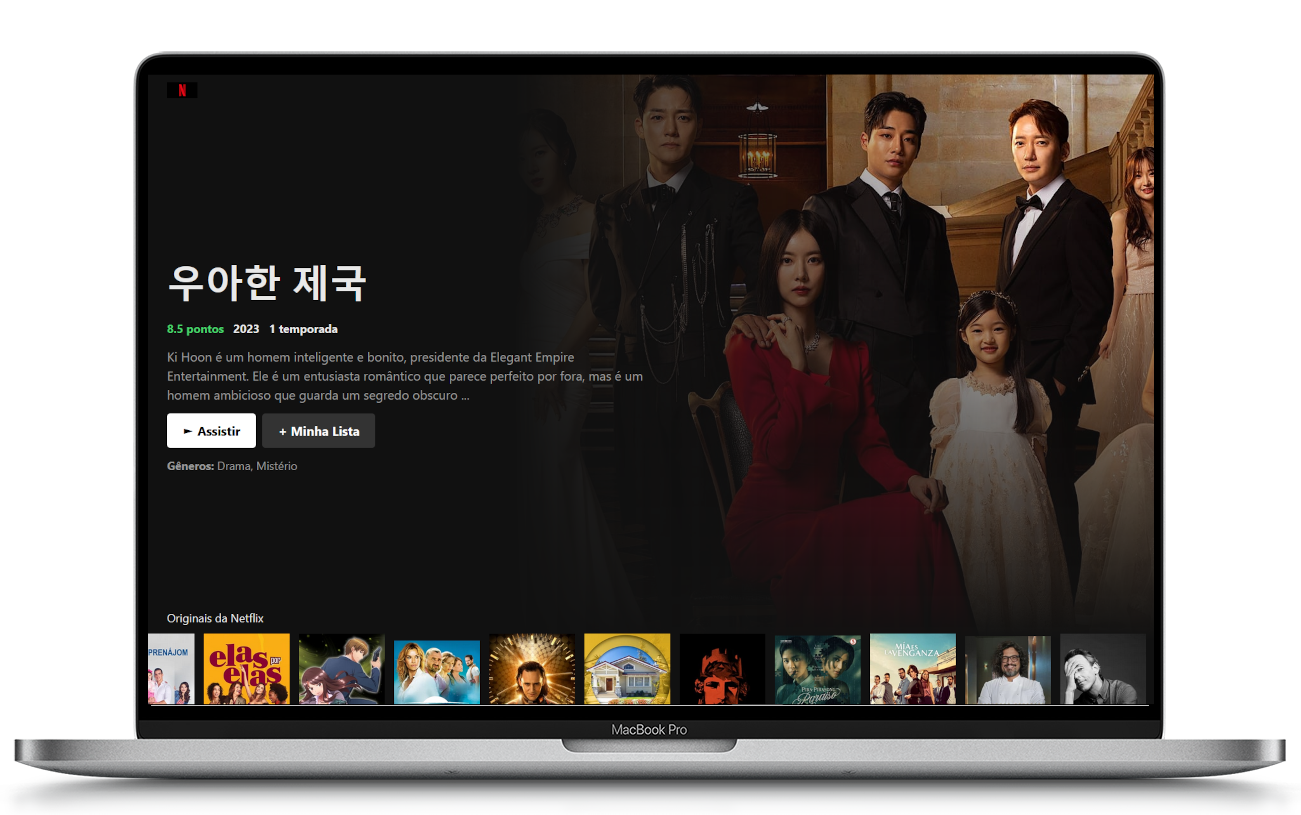 N
우아한 제국
8.5 pontos 2023 1 temporada
Ki Hoon é um homem inteligente e bonito, presidente da Elegant Empire
Entertainment. Ele é um entusiasta romântico que parece perfeito por fora, mas é um
homem ambicioso que guarda um segredo obscuro ...
► Assistir + Minha Lista
Gêneros: Drama, Mistério
Originais da Netflix
PRENÁJOM
elas por
elas
MÍA ES
LA VENGANZA
Paraíso
MacBook Pro